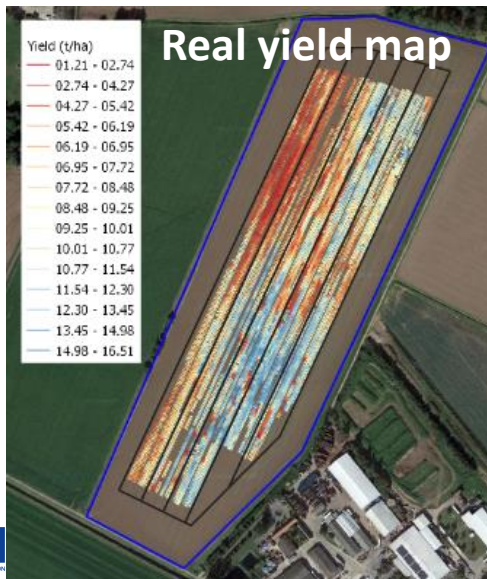 Real yield map
Yield (t/ha)
01.21 - 02.74
02.74 - 04.27
04.27 - 05.42
05.42 - 06.19
06.19 - 06.95
06.95 - 07.72
07.72 - 08.48
08.48 - 09.25
09.25 - 10.01
10.01 - 10.77
10.77 - 11.54
11.54 - 12.30
12.30 - 13.45
13.45 - 14.98
14.98 - 16.51